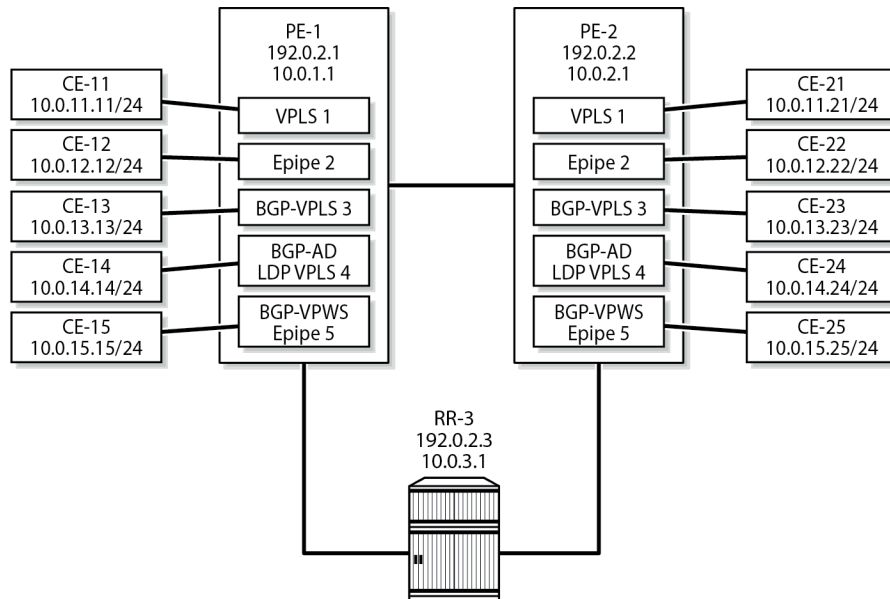 PE-1
192.0.2.1
10.0.1.1
PE-2
192.0.2.2
10.0.2.1
CE-11
10.0.11.11/24
VPLS 1
VPLS 1
CE-21
10.0.11.21/24
CE-12
10.0.12.12/24
Epipe 2
Epipe 2
CE-22
10.0.12.22/24
CE-13
10.0.13.13/24
BGP-VPLS 3
BGP-VPLS 3
CE-23
10.0.13.23/24
CE-14
10.0.14.14/24
BGP-AD
LDP VPLS 4
BGP-AD
LDP VPLS 4
CE-24
10.0.14.24/24
CE-15
10.0.15.15/24
BGP-VPWS
Epipe 5
BGP-VPWS
Epipe 5
CE-25
10.0.15.25/24
RR-3
192.0.2.3
10.0.3.1